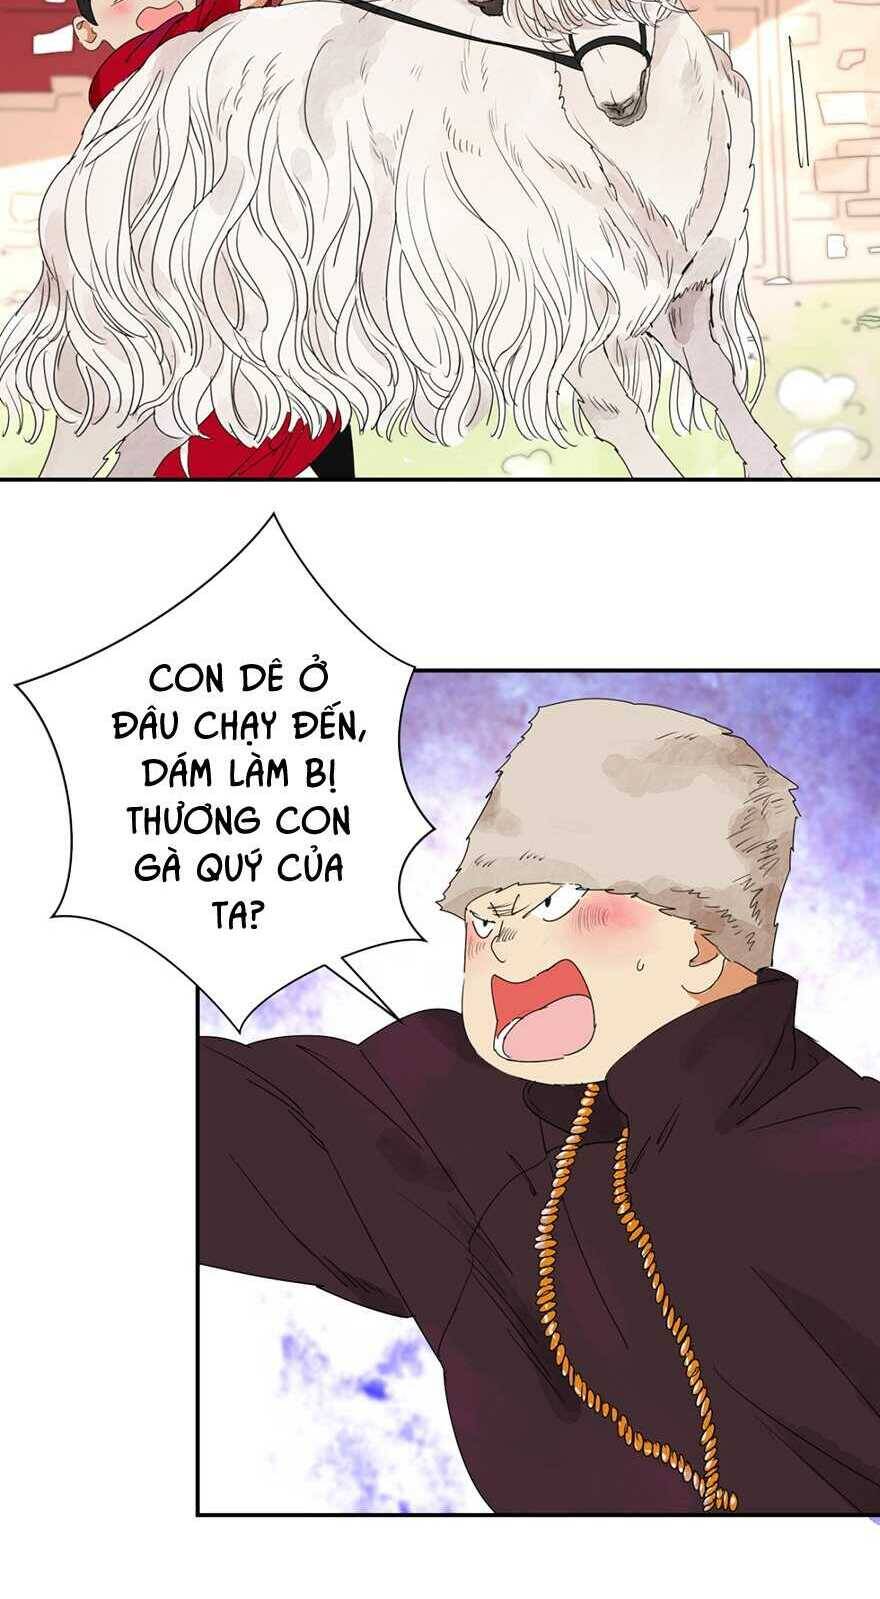 CON DÊ Ở
ĐÂU CHẠY ĐẾN,
DÁM LÀM BỊ
THƯƠNG CON
GÀ QUÝ CỦA
TA?